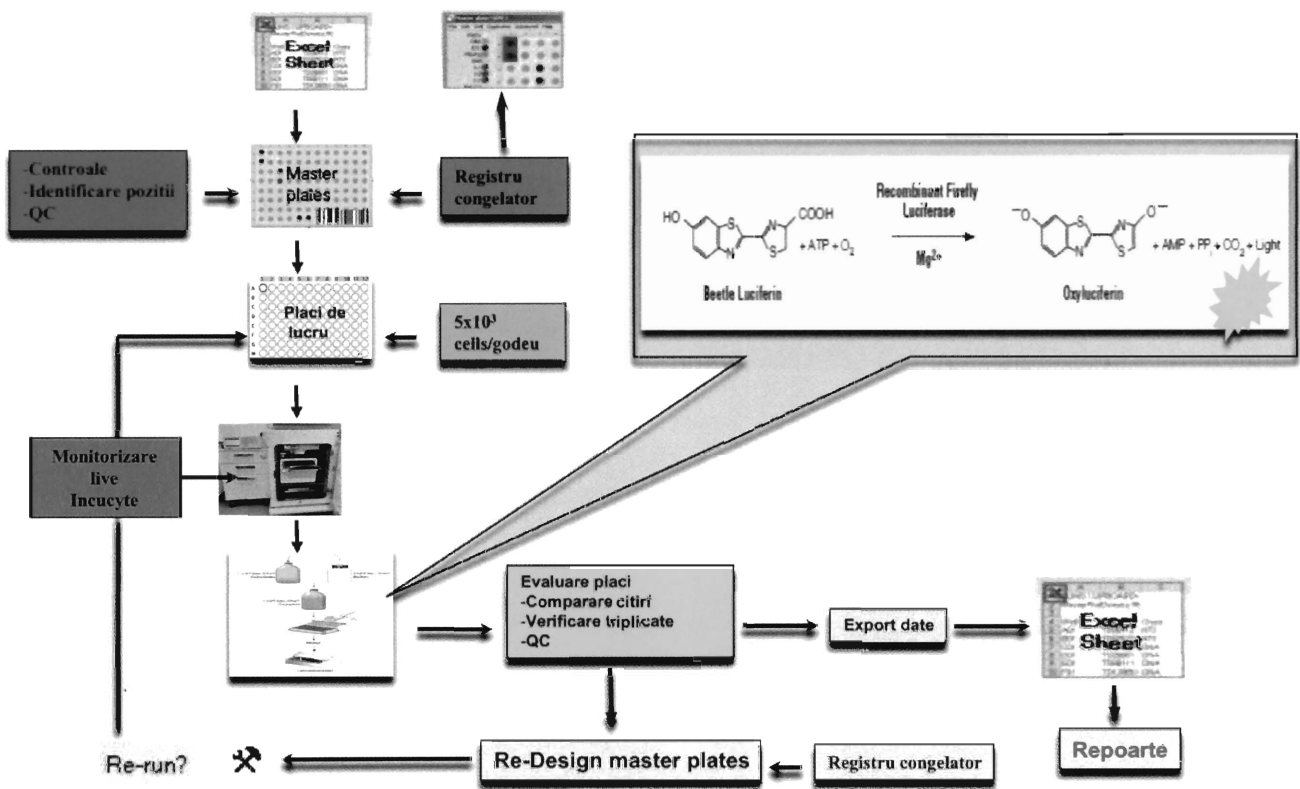 Excel
Sheet
-Controale
-Identificare pozitii
-QC
Master
plates
Registru
congelator
Placi de
lucru
5x10³
cells/godeu
Monitorizare
live
Incucyte
HO
S
N
N
S
COOH
+ ATP + O₂
Beetle Luciferin
Recombinant Firefly
Luciferase
Mg²⁺
⁻O
S
N
N
S
O⁻
+ AMP + PPᵢ + CO₂ + Light
Oxyluciferin
Evaluare placi
-Comparare citiri
-Verificare triplicate
-QC
Export date
Excel
Sheet
Repoarte
Re-run?
Re-Design master plates
Registru congelator